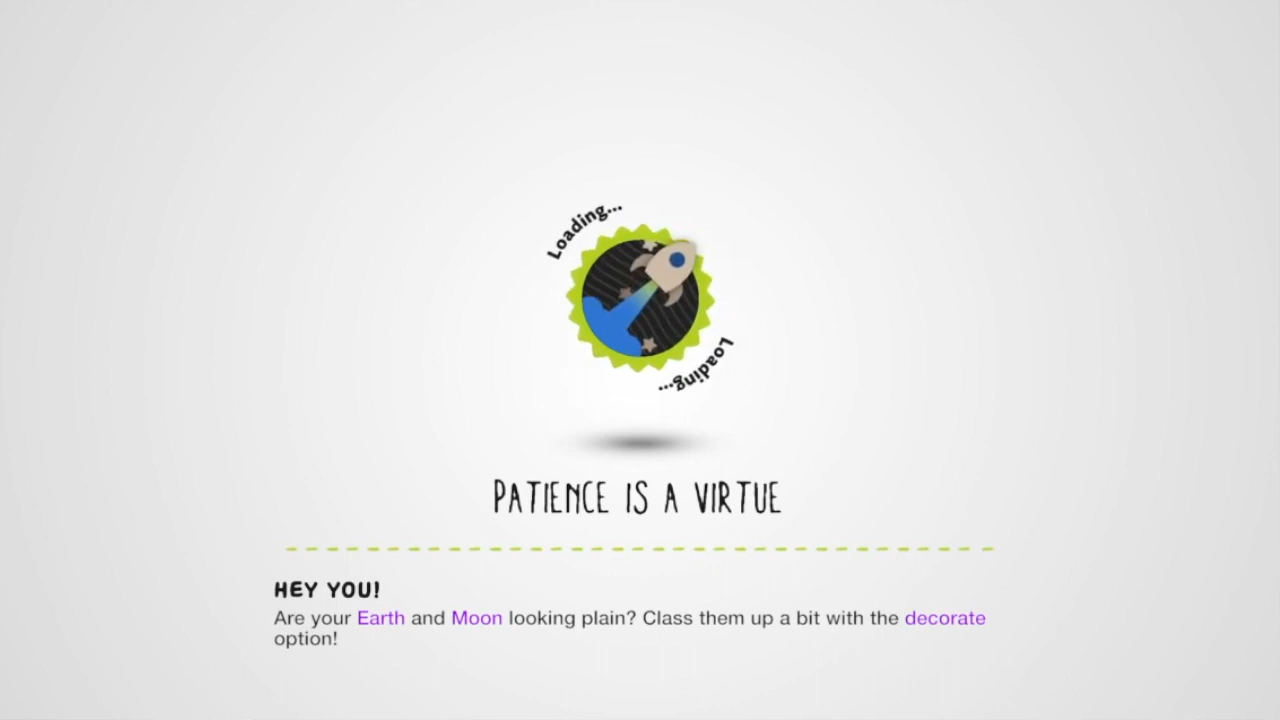 Loading...
Loading...
PATIENCE IS A VIRTUE
HEY YOU!
Are your Earth and Moon looking plain? Class them up a bit with the decorate
option!